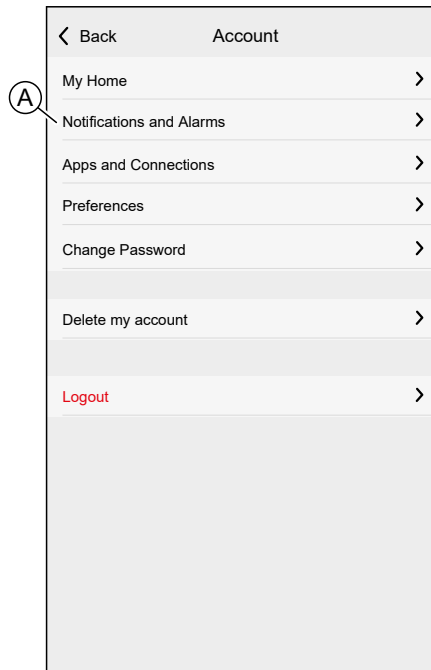 Back Account
My Home
A
Notifications and Alarms
Apps and Connections
Preferences
Change Password
Delete my account
Logout